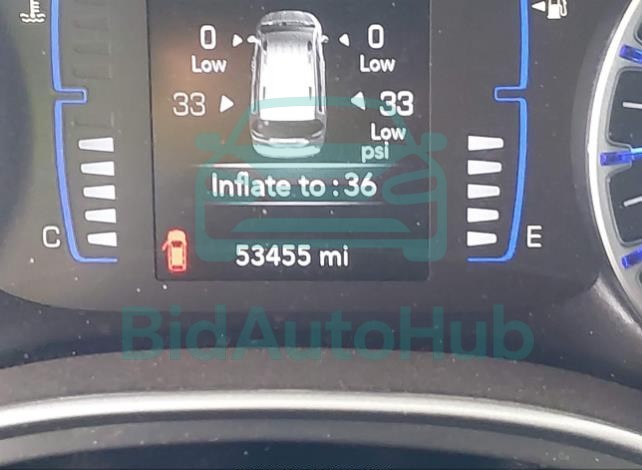 0 0
Low Low
33 33
Low
psi
Inflate to : 36
C E
53455 mi
BidAutoHub